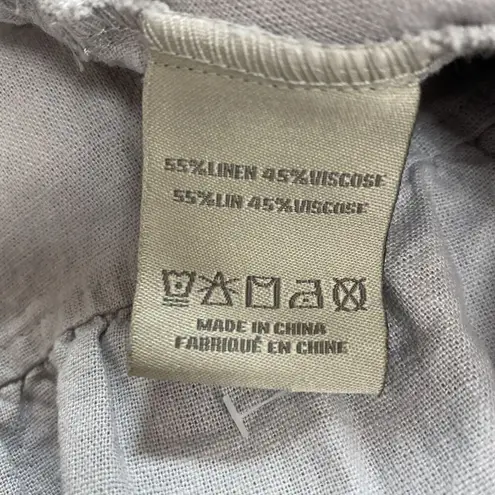 55%LINEN 45%VISCOSE
55%LIN 45%VISCOSE
MADE IN CHINA
FABRIQUÉ EN CHINE